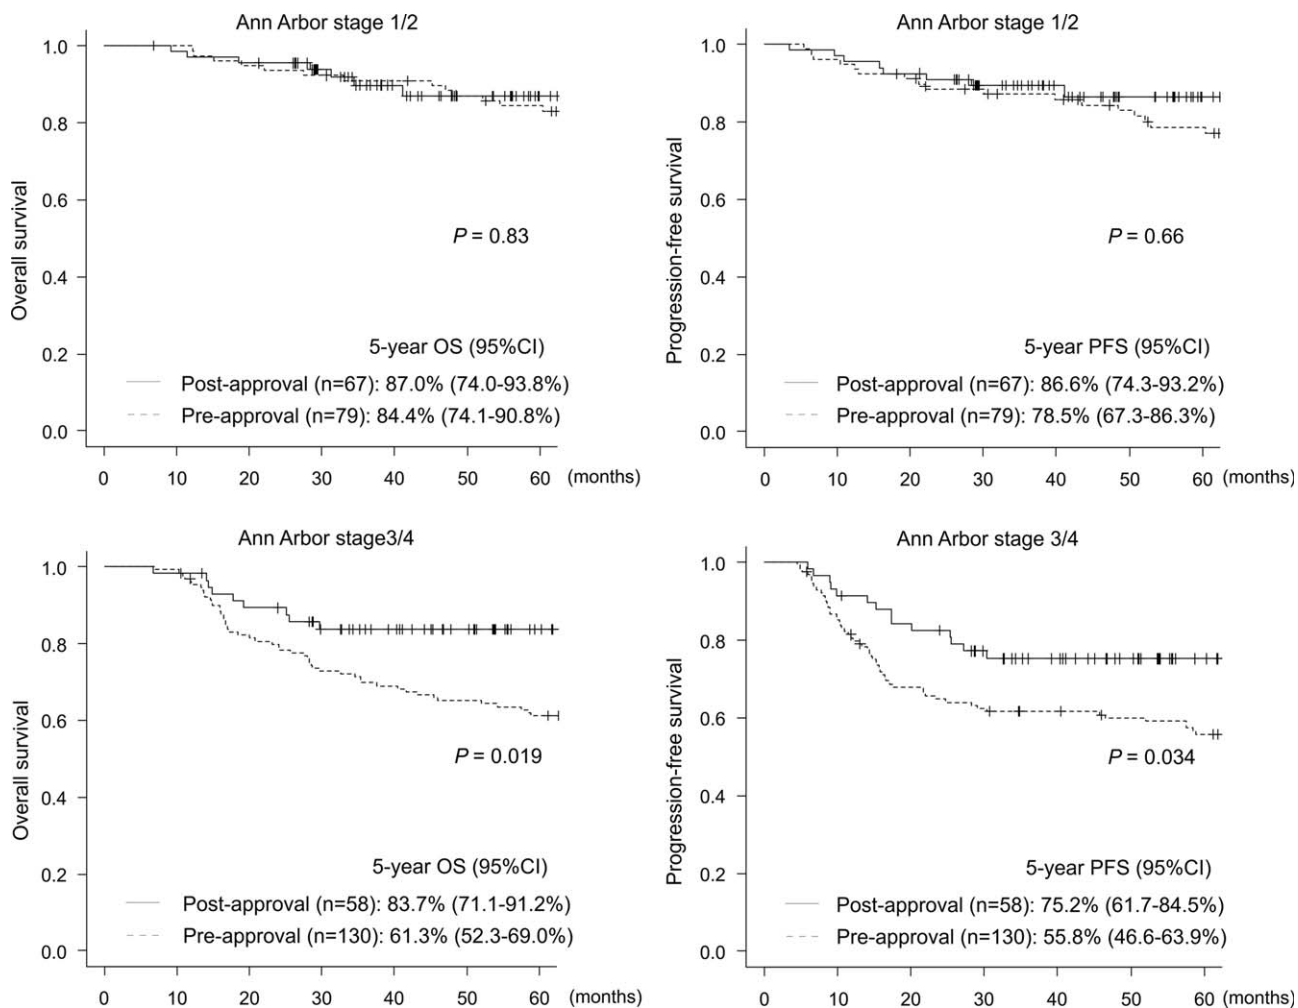 Ann Arbor stage 1/2
Overall survival
1.0
0.8
0.6
0.4
0.2
0.0
P = 0.83
5-year OS (95%CI)
Post-approval (n=67): 87.0% (74.0-93.8%)
Pre-approval (n=79): 84.4% (74.1-90.8%)
0 10 20 30 40 50 60 (months)
Ann Arbor stage 1/2
Progression-free survival
1.0
0.8
0.6
0.4
0.2
0.0
P = 0.66
5-year PFS (95%CI)
Post-approval (n=67): 86.6% (74.3-93.2%)
Pre-approval (n=79): 78.5% (67.3-86.3%)
0 10 20 30 40 50 60 (months)
Ann Arbor stage3/4
Overall survival
1.0
0.8
0.6
0.4
0.2
0.0
P = 0.019
5-year OS (95%CI)
Post-approval (n=58): 83.7% (71.1-91.2%)
Pre-approval (n=130): 61.3% (52.3-69.0%)
0 10 20 30 40 50 60 (months)
Ann Arbor stage 3/4
Progression-free survival
1.0
0.8
0.6
0.4
0.2
0.0
P = 0.034
5-year PFS (95%CI)
Post-approval (n=58): 75.2% (61.7-84.5%)
Pre-approval (n=130): 55.8% (46.6-63.9%)
0 10 20 30 40 50 60 (months)